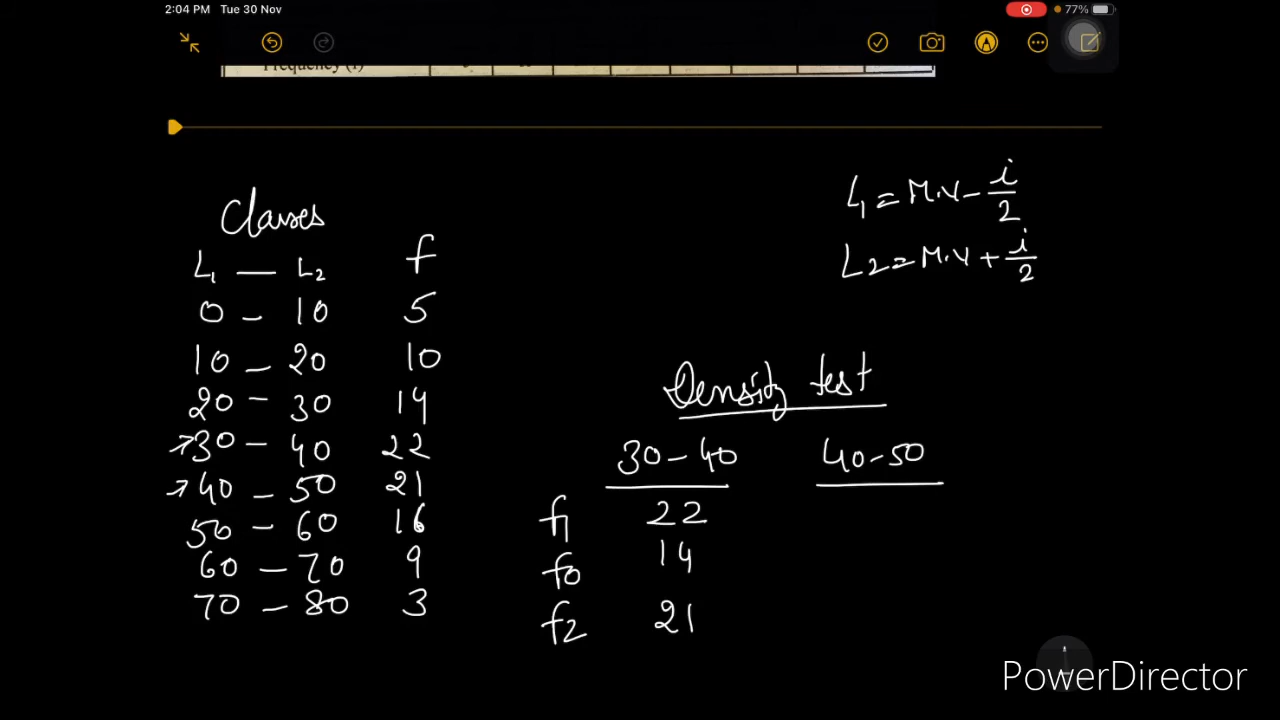 2:04 PM Tue 30 Nov
77%
Frequency (f)
Classes
L₁ — L₂ f
0 – 10 5
10 – 20 10
20 – 30 14
→30 – 40 22
→40 – 50 21
50 – 60 16
60 – 70 9
70 – 80 3
L₁ = M.V – i/2
L2 = M.V + i/2
Density test
30 – 40 40 – 50
f1 22
f0 14
f2 21
PowerDirector